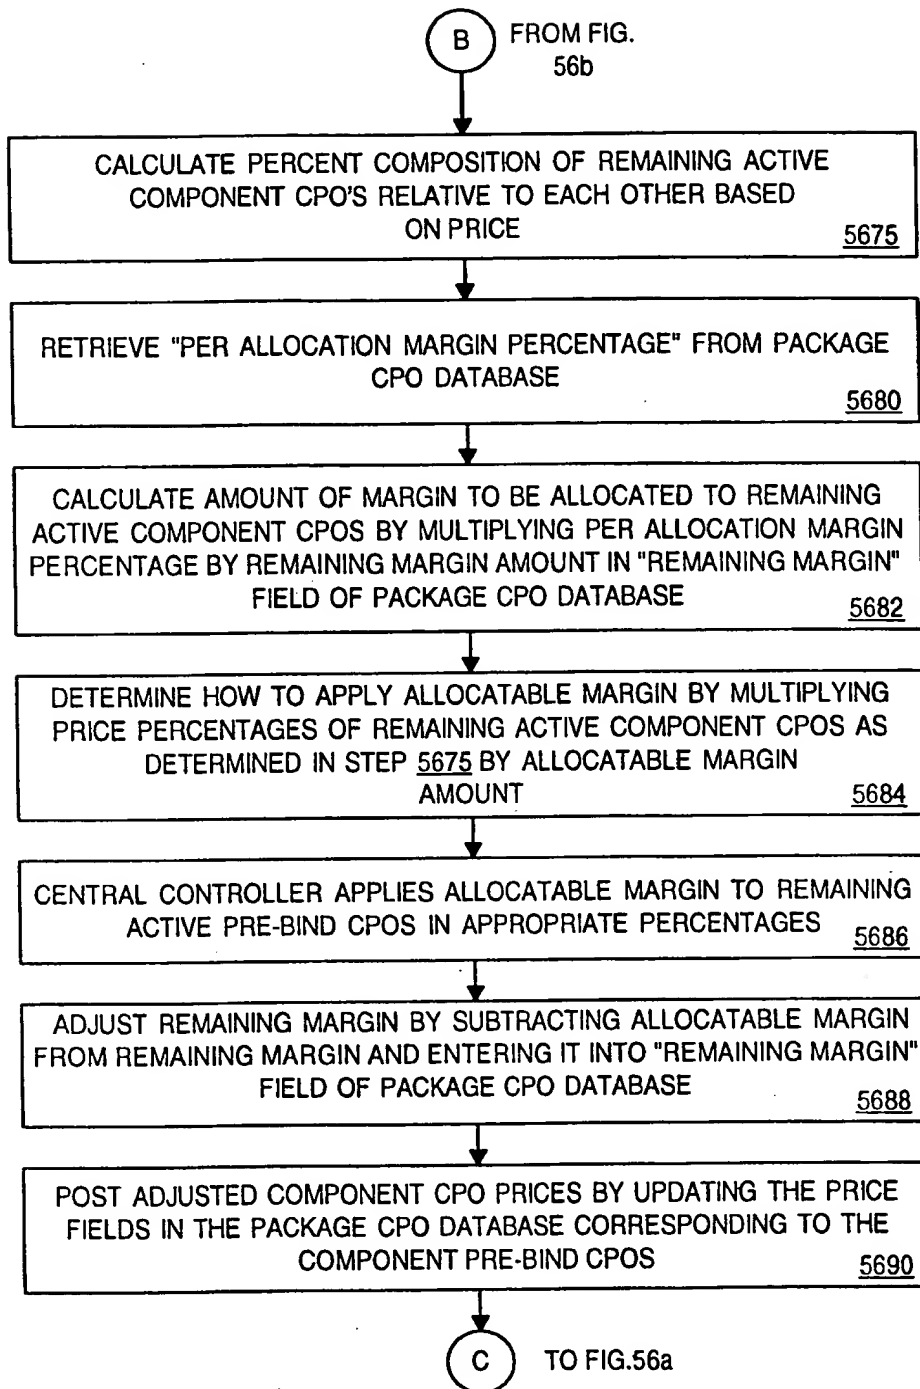 B FROM FIG.
56b
CALCULATE PERCENT COMPOSITION OF REMAINING ACTIVE
COMPONENT CPO'S RELATIVE TO EACH OTHER BASED
ON PRICE 5675
RETRIEVE "PER ALLOCATION MARGIN PERCENTAGE" FROM PACKAGE
CPO DATABASE
5680
CALCULATE AMOUNT OF MARGIN TO BE ALLOCATED TO REMAINING
ACTIVE COMPONENT CPOS BY MULTIPLYING PER ALLOCATION MARGIN
PERCENTAGE BY REMAINING MARGIN AMOUNT IN "REMAINING MARGIN"
FIELD OF PACKAGE CPO DATABASE 5682
DETERMINE HOW TO APPLY ALLOCATABLE MARGIN BY MULTIPLYING
PRICE PERCENTAGES OF REMAINING ACTIVE COMPONENT CPOS AS
DETERMINED IN STEP 5675 BY ALLOCATABLE MARGIN
AMOUNT 5684
CENTRAL CONTROLLER APPLIES ALLOCATABLE MARGIN TO REMAINING
ACTIVE PRE-BIND CPOS IN APPROPRIATE PERCENTAGES 5686
ADJUST REMAINING MARGIN BY SUBTRACTING ALLOCATABLE MARGIN
FROM REMAINING MARGIN AND ENTERING IT INTO "REMAINING MARGIN"
FIELD OF PACKAGE CPO DATABASE 5688
POST ADJUSTED COMPONENT CPO PRICES BY UPDATING THE PRICE
FIELDS IN THE PACKAGE CPO DATABASE CORRESPONDING TO THE
COMPONENT PRE-BIND CPOS 5690
C TO FIG.56a